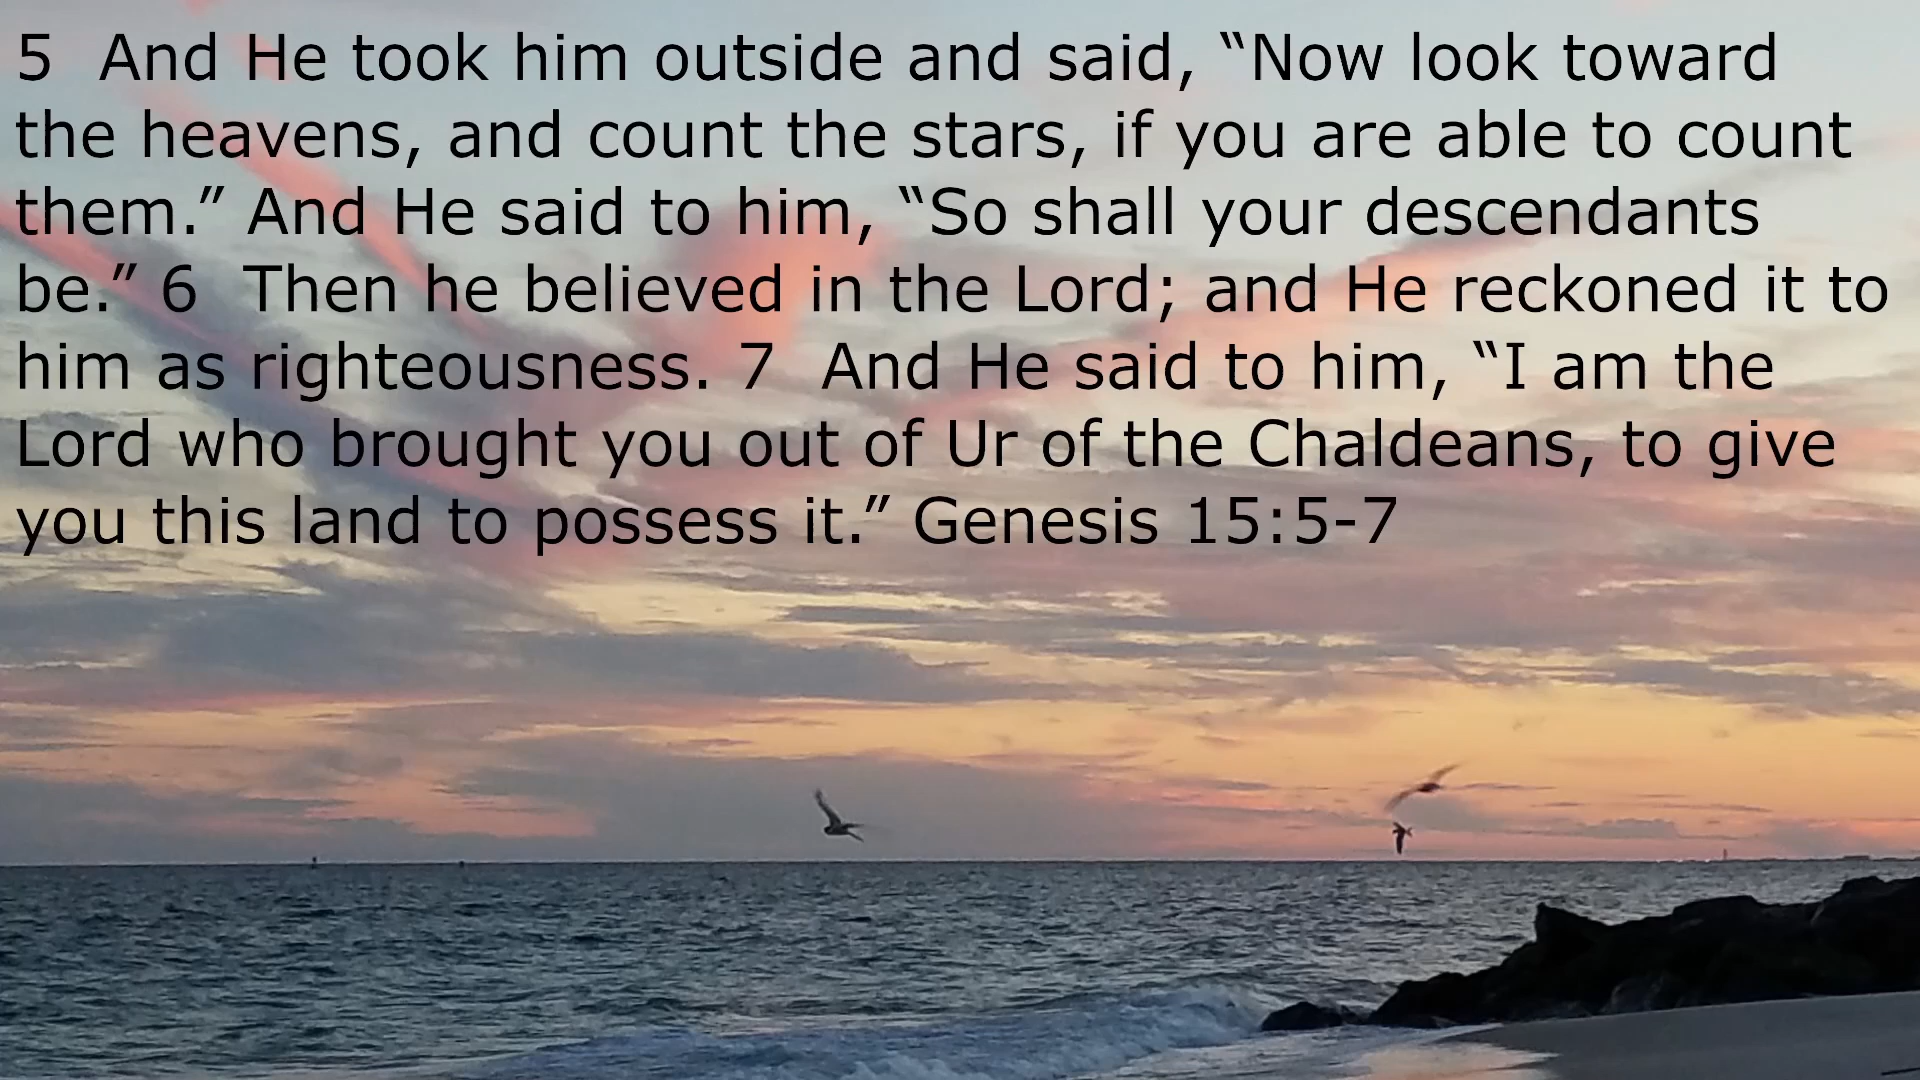 5  And He took him outside and said, “Now look toward
the heavens, and count the stars, if you are able to count
them.” And He said to him, “So shall your descendants
be.” 6  Then he believed in the Lord; and He reckoned it to
him as righteousness. 7  And He said to him, “I am the
Lord who brought you out of Ur of the Chaldeans, to give
you this land to possess it.” Genesis 15:5-7